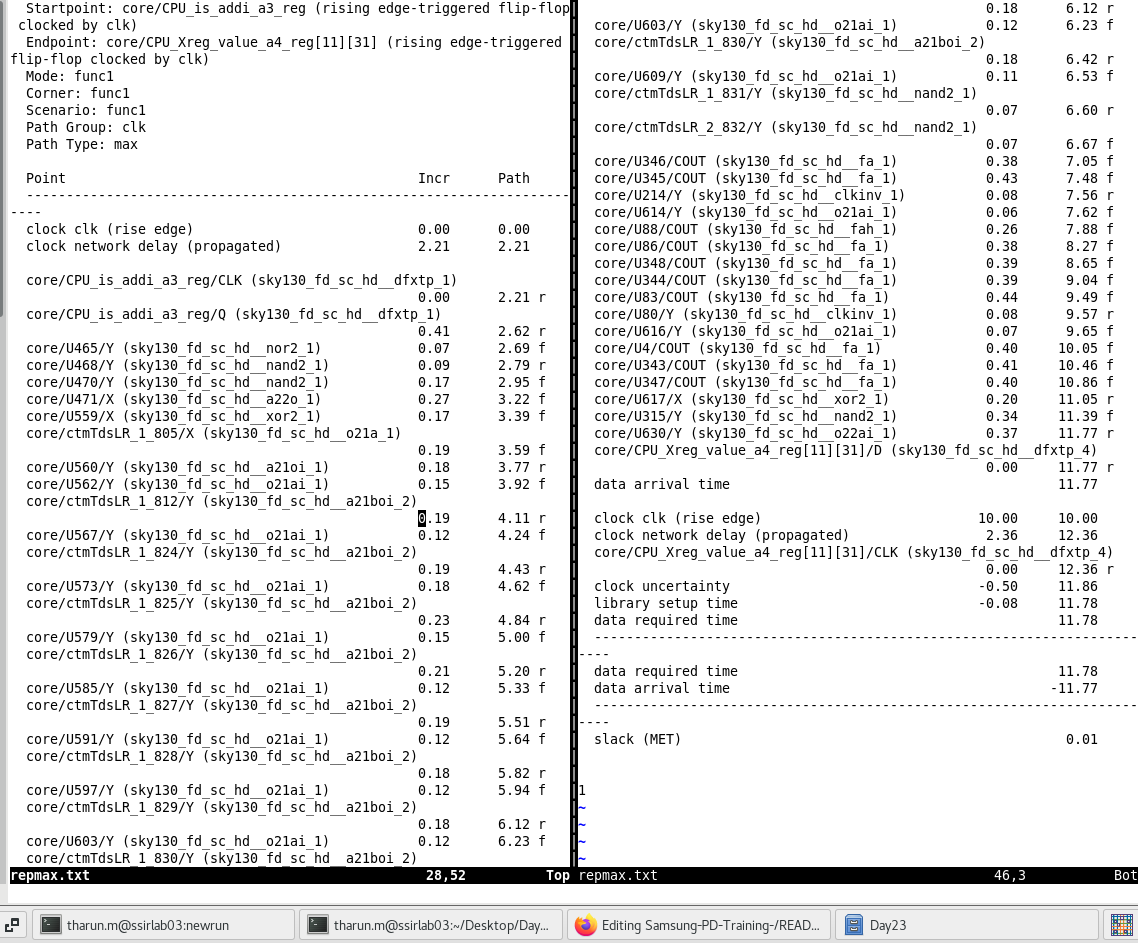 Startpoint: core/CPU_is_addi_a3_reg (rising edge-triggered flip-flop
 clocked by clk)
  Endpoint: core/CPU_Xreg_value_a4_reg[11][31] (rising edge-triggered
flip-flop clocked by clk)
  Mode: func1
  Corner: func1
  Scenario: func1
  Path Group: clk
  Path Type: max
  Point Incr Path
  ---------------------------------------------------------------------
----
  clock clk (rise edge) 0.00 0.00
  clock network delay (propagated) 2.21 2.21
  core/CPU_is_addi_a3_reg/CLK (sky130_fd_sc_hd__dfxtp_1)
 0.00 2.21 r
  core/CPU_is_addi_a3_reg/Q (sky130_fd_sc_hd__dfxtp_1)
 0.41 2.62 r
  core/U465/Y (sky130_fd_sc_hd__nor2_1) 0.07 2.69 f
  core/U468/Y (sky130_fd_sc_hd__nand2_1) 0.09 2.79 r
  core/U470/Y (sky130_fd_sc_hd__nand2_1) 0.17 2.95 f
  core/U471/X (sky130_fd_sc_hd__a22o_1) 0.27 3.22 f
  core/U559/X (sky130_fd_sc_hd__xor2_1) 0.17 3.39 f
  core/ctmTdsLR_1_805/X (sky130_fd_sc_hd__o21a_1)
 0.19 3.59 f
  core/U560/Y (sky130_fd_sc_hd__a21oi_1) 0.18 3.77 r
  core/U562/Y (sky130_fd_sc_hd__o21ai_1) 0.15 3.92 f
  core/ctmTdsLR_1_812/Y (sky130_fd_sc_hd__a21boi_2)
 0.19 4.11 r
  core/U567/Y (sky130_fd_sc_hd__o21ai_1) 0.12 4.24 f
  core/ctmTdsLR_1_824/Y (sky130_fd_sc_hd__a21boi_2)
 0.19 4.43 r
  core/U573/Y (sky130_fd_sc_hd__o21ai_1) 0.18 4.62 f
  core/ctmTdsLR_1_825/Y (sky130_fd_sc_hd__a21boi_2)
 0.23 4.84 r
  core/U579/Y (sky130_fd_sc_hd__o21ai_1) 0.15 5.00 f
  core/ctmTdsLR_1_826/Y (sky130_fd_sc_hd__a21boi_2)
 0.21 5.20 r
  core/U585/Y (sky130_fd_sc_hd__o21ai_1) 0.12 5.33 f
  core/ctmTdsLR_1_827/Y (sky130_fd_sc_hd__a21boi_2)
 0.19 5.51 r
  core/U591/Y (sky130_fd_sc_hd__o21ai_1) 0.12 5.64 f
  core/ctmTdsLR_1_828/Y (sky130_fd_sc_hd__a21boi_2)
 0.18 5.82 r
  core/U597/Y (sky130_fd_sc_hd__o21ai_1) 0.12 5.94 f
  core/ctmTdsLR_1_829/Y (sky130_fd_sc_hd__a21boi_2)
 0.18 6.12 r
  core/U603/Y (sky130_fd_sc_hd__o21ai_1) 0.12 6.23 f
  core/ctmTdsLR_1_830/Y (sky130_fd_sc_hd__a21boi_2)
repmax.txt 28,52 Top
 0.18 6.12 r
  core/U603/Y (sky130_fd_sc_hd__o21ai_1) 0.12 6.23 f
  core/ctmTdsLR_1_830/Y (sky130_fd_sc_hd__a21boi_2)
 0.18 6.42 r
  core/U609/Y (sky130_fd_sc_hd__o21ai_1) 0.11 6.53 f
  core/ctmTdsLR_1_831/Y (sky130_fd_sc_hd__nand2_1)
 0.07 6.60 r
  core/ctmTdsLR_2_832/Y (sky130_fd_sc_hd__nand2_1)
 0.07 6.67 f
  core/U346/COUT (sky130_fd_sc_hd__fa_1) 0.38 7.05 f
  core/U345/COUT (sky130_fd_sc_hd__fa_1) 0.43 7.48 f
  core/U214/Y (sky130_fd_sc_hd__clkinv_1) 0.08 7.56 r
  core/U614/Y (sky130_fd_sc_hd__o21ai_1) 0.06 7.62 f
  core/U88/COUT (sky130_fd_sc_hd__fah_1) 0.26 7.88 f
  core/U86/COUT (sky130_fd_sc_hd__fa_1) 0.38 8.27 f
  core/U348/COUT (sky130_fd_sc_hd__fa_1) 0.39 8.65 f
  core/U344/COUT (sky130_fd_sc_hd__fa_1) 0.39 9.04 f
  core/U83/COUT (sky130_fd_sc_hd__fa_1) 0.44 9.49 f
  core/U80/Y (sky130_fd_sc_hd__clkinv_1) 0.08 9.57 r
  core/U616/Y (sky130_fd_sc_hd__o21ai_1) 0.07 9.65 f
  core/U4/COUT (sky130_fd_sc_hd__fa_1) 0.40 10.05 f
  core/U343/COUT (sky130_fd_sc_hd__fa_1) 0.41 10.46 f
  core/U347/COUT (sky130_fd_sc_hd__fa_1) 0.40 10.86 f
  core/U617/X (sky130_fd_sc_hd__xor2_1) 0.20 11.05 r
  core/U315/Y (sky130_fd_sc_hd__nand2_1) 0.34 11.39 f
  core/U630/Y (sky130_fd_sc_hd__o22ai_1) 0.37 11.77 r
  core/CPU_Xreg_value_a4_reg[11][31]/D (sky130_fd_sc_hd__dfxtp_4)
 0.00 11.77 r
  data arrival time 11.77
  clock clk (rise edge) 10.00 10.00
  clock network delay (propagated) 2.36 12.36
  core/CPU_Xreg_value_a4_reg[11][31]/CLK (sky130_fd_sc_hd__dfxtp_4)
 0.00 12.36 r
  clock uncertainty -0.50 11.86
  library setup time -0.08 11.78
  data required time 11.78
  ---------------------------------------------------------------------
----
  data required time 11.78
  data arrival time -11.77
  ---------------------------------------------------------------------
----
  slack (MET) 0.01
1
~
~
~
~
repmax.txt 46,3 Bot
tharun.m@ssirlab03:newrun
tharun.m@ssirlab03:~/Desktop/Day...
Editing Samsung-PD-Training-/READ...
Day23